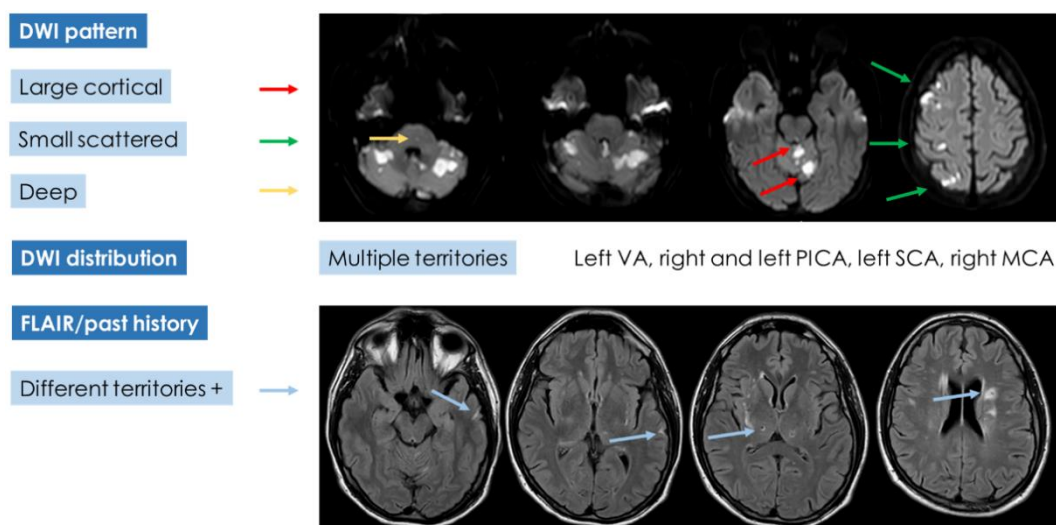 DWI pattern
Large cortical
Small scattered
Deep
DWI distribution
Multiple territories
Left VA, right and left PICA, left SCA, right MCA
FLAIR/past history
Different territories +